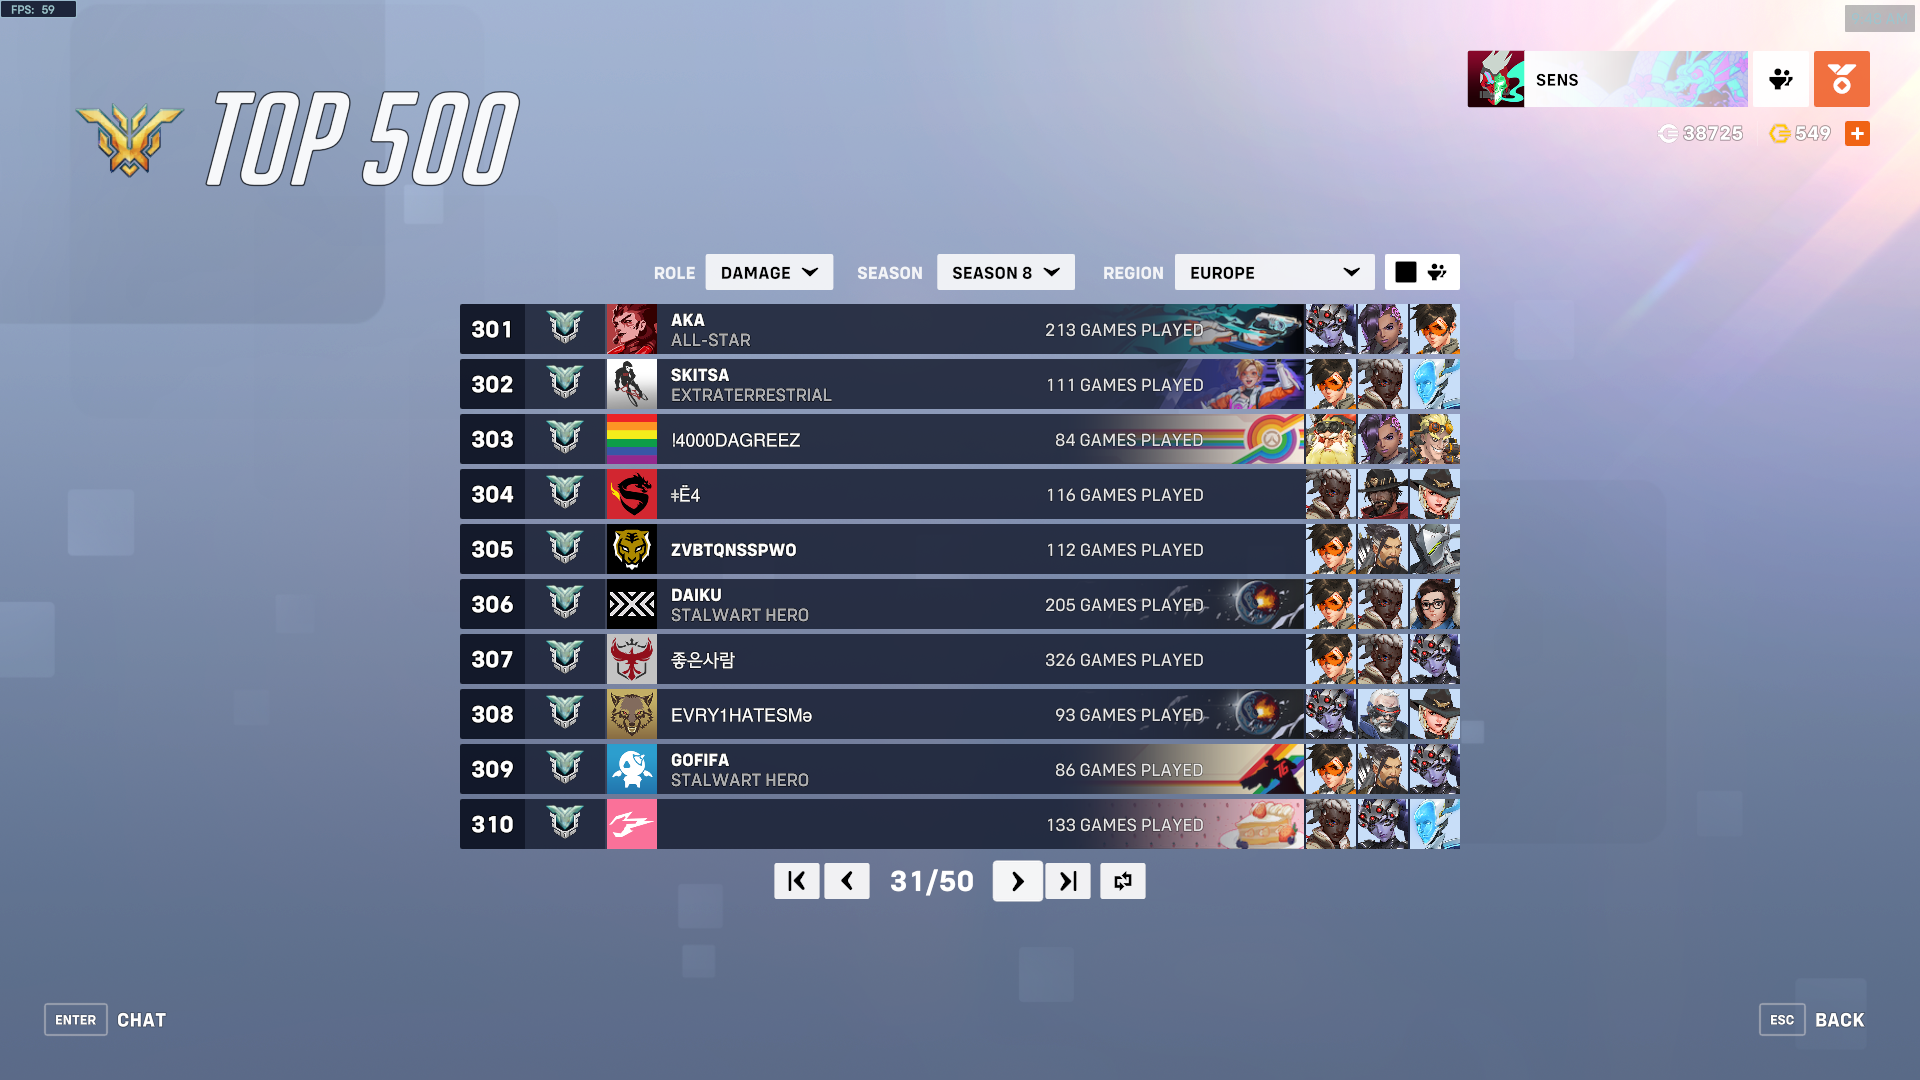 FPS: 59
TOP 500
SENS
38725
549
ROLE DAMAGE SEASON SEASON 8 REGION EUROPE
301 AKA 213 GAMES PLAYED
ALL-STAR
302 SKITSA 111 GAMES PLAYED
EXTRATERRESTRIAL
303 !4000DAGREEZ 84 GAMES PLAYED
304 ǂĒ4 116 GAMES PLAYED
305 ZVBTQNSSPWO 112 GAMES PLAYED
306 DAIKU 205 GAMES PLAYED
STALWART HERO
307 좋은사람 326 GAMES PLAYED
308 EVRY1HATESMə 93 GAMES PLAYED
309 GOFIFA 86 GAMES PLAYED
STALWART HERO
310 133 GAMES PLAYED
31/50
ENTER CHAT
ESC BACK